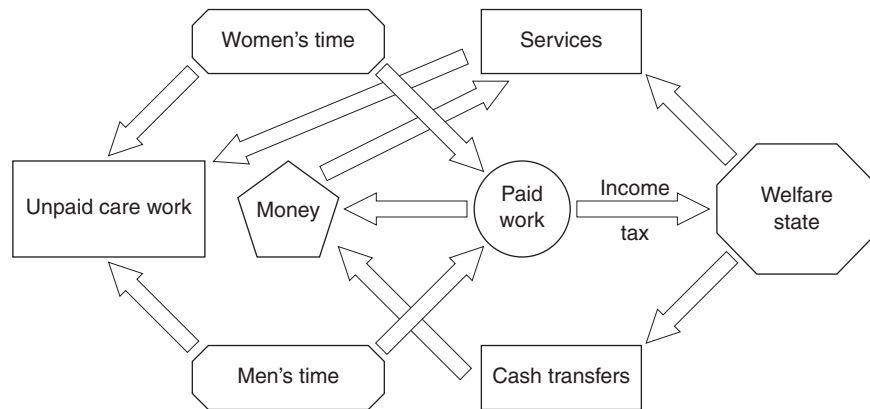 Women's time
Services
Unpaid care work
Money
Paid
work
Income
tax
Welfare
state
Men's time
Cash transfers